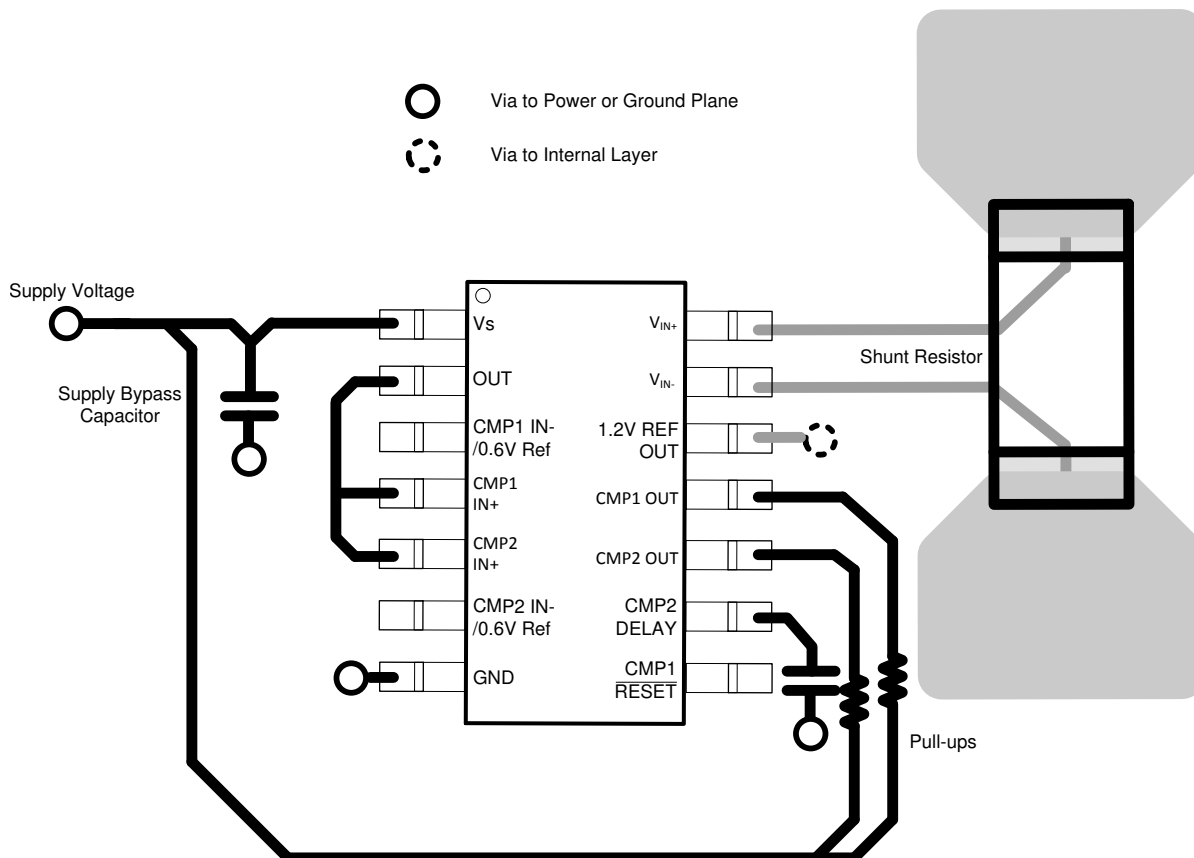 Via to Power or Ground Plane
Via to Internal Layer
Supply Voltage
Supply Bypass
Capacitor
Vs
OUT
CMP1 IN-
/0.6V Ref
CMP1
IN+
CMP2
IN+
CMP2 IN-
/0.6V Ref
GND
VIN+
VIN-
1.2V REF
OUT
CMP1 OUT
CMP2 OUT
CMP2
DELAY
CMP1
RESET
Shunt Resistor
Pull-ups